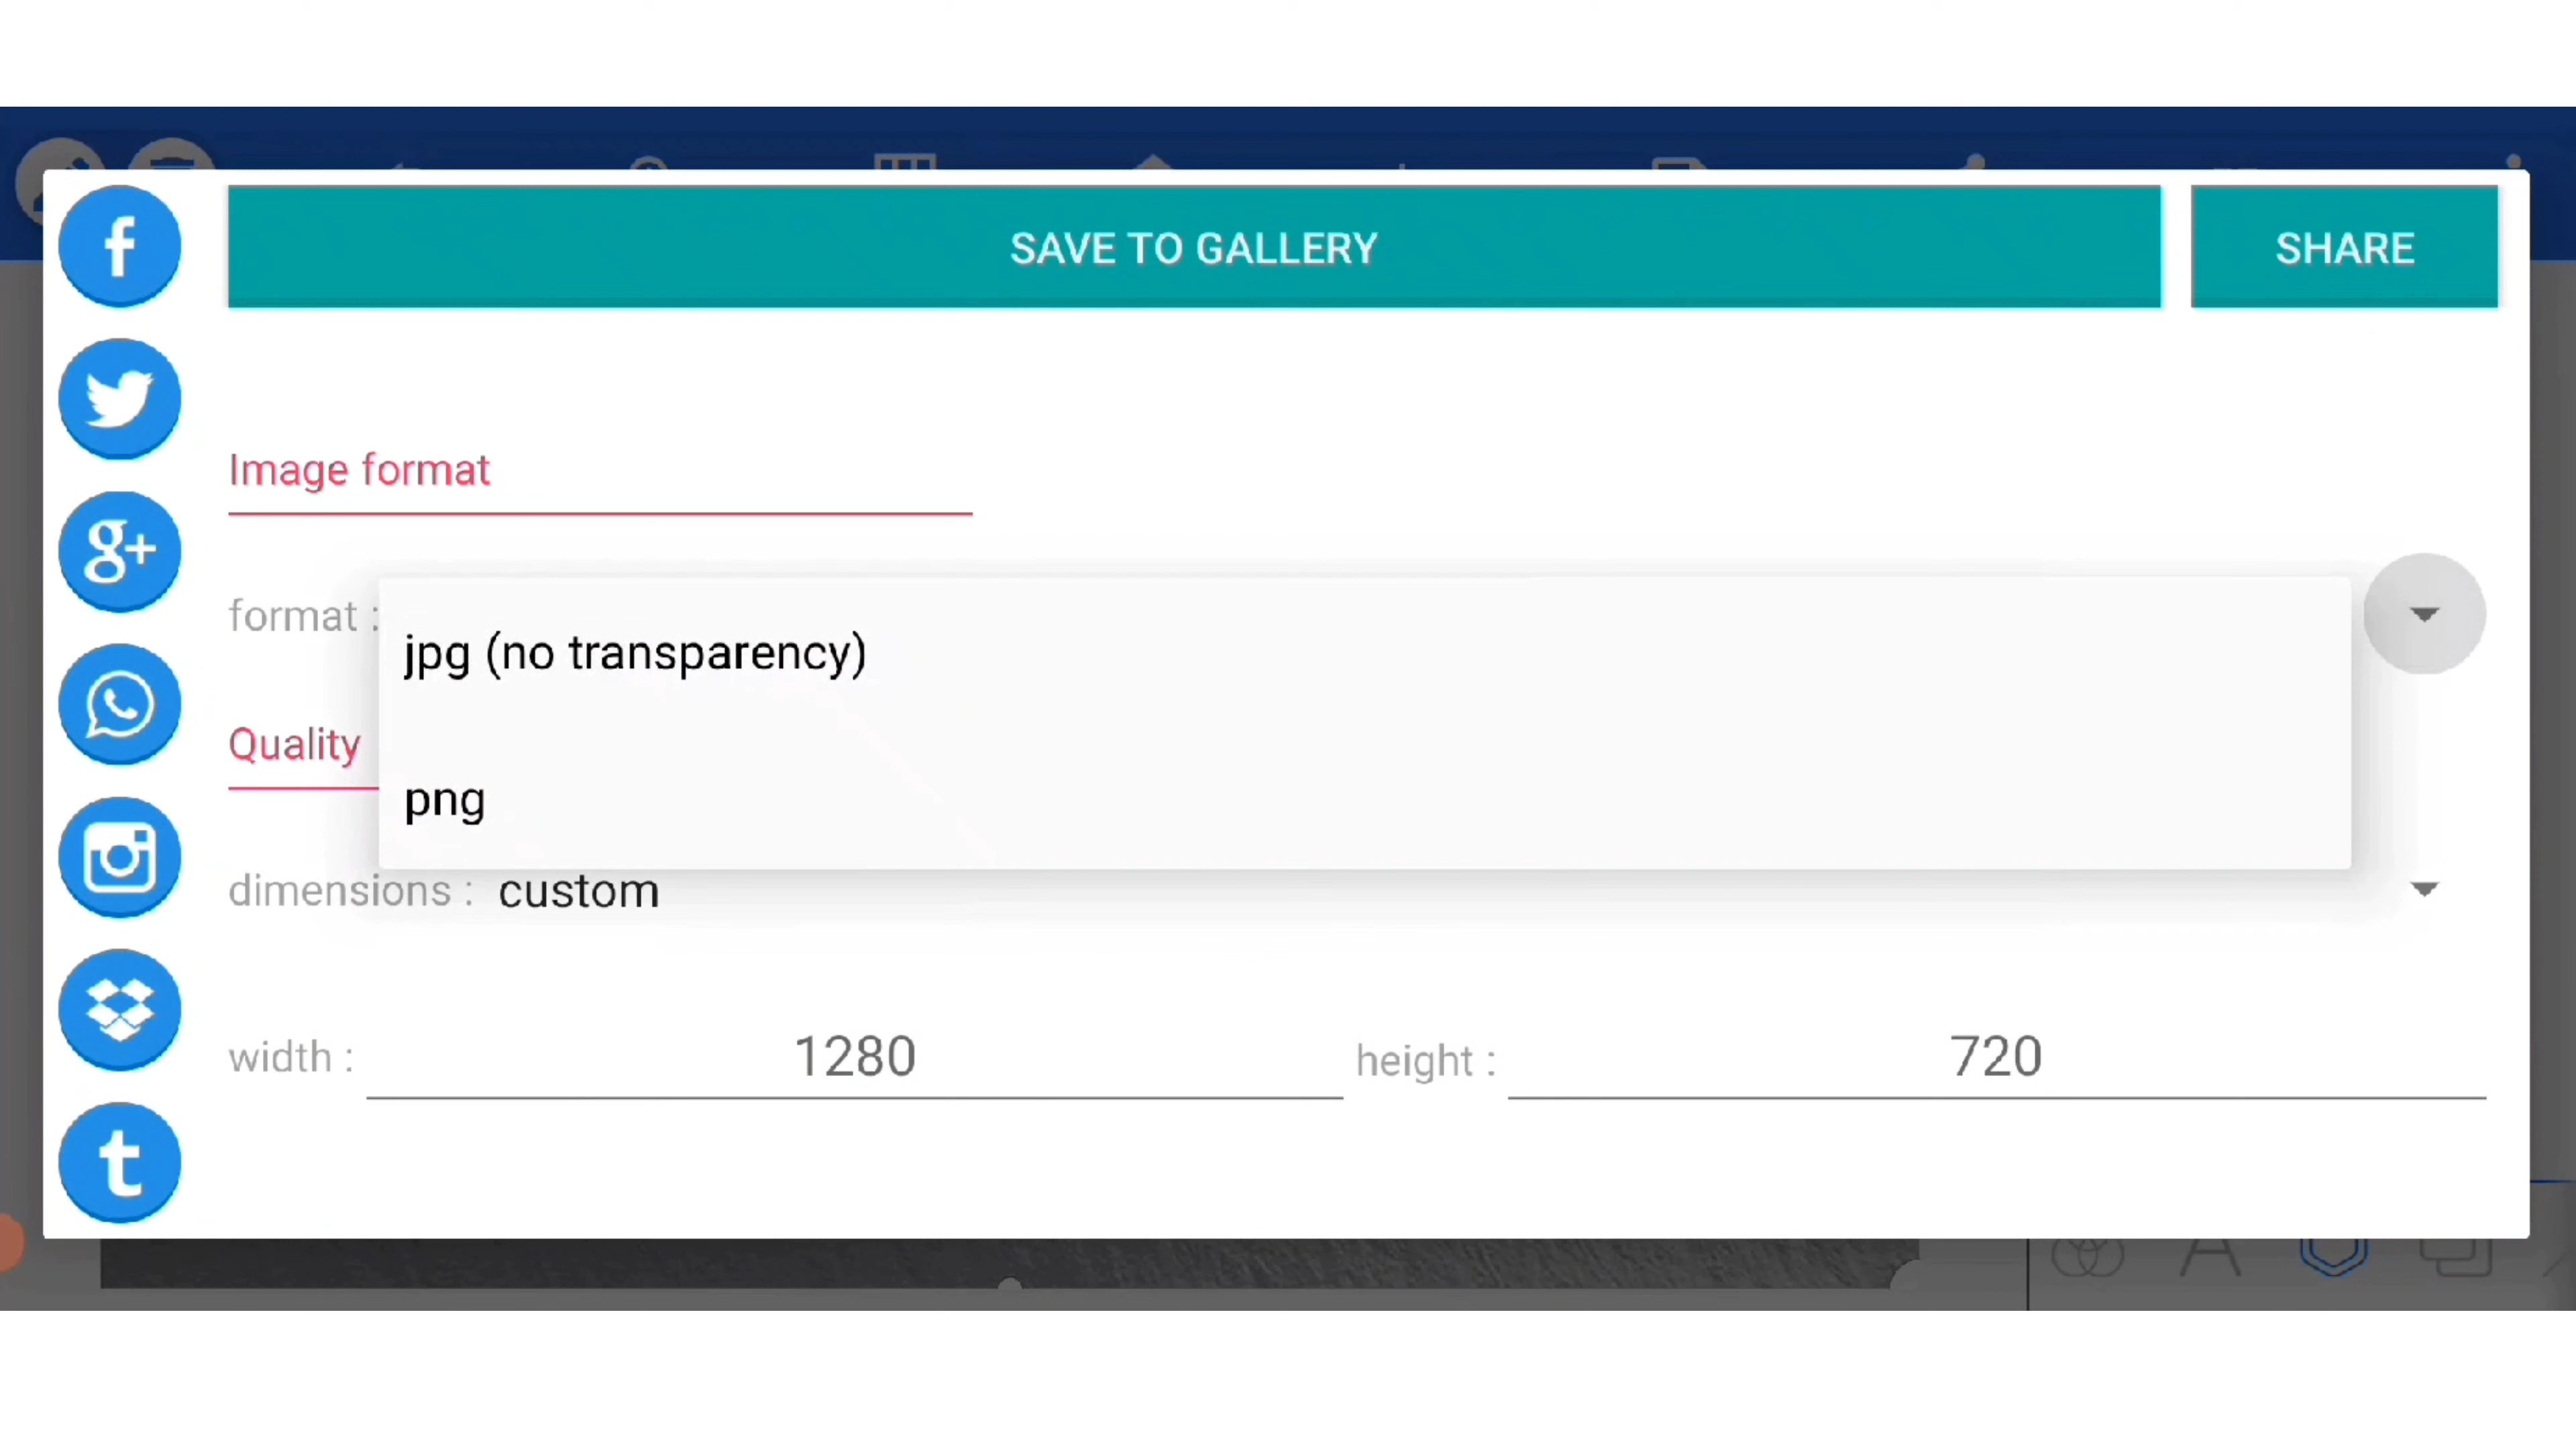 SAVE TO GALLERY
SHARE
Image format
format :
jpg (no transparency)
Quality
png
dimensions : custom
width : 1280 height : 720